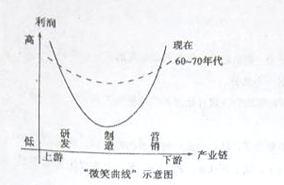 利润
高
现在
60~70年代
低
研发
制造
营销
上游
下游
产业链
“微笑曲线”示意图